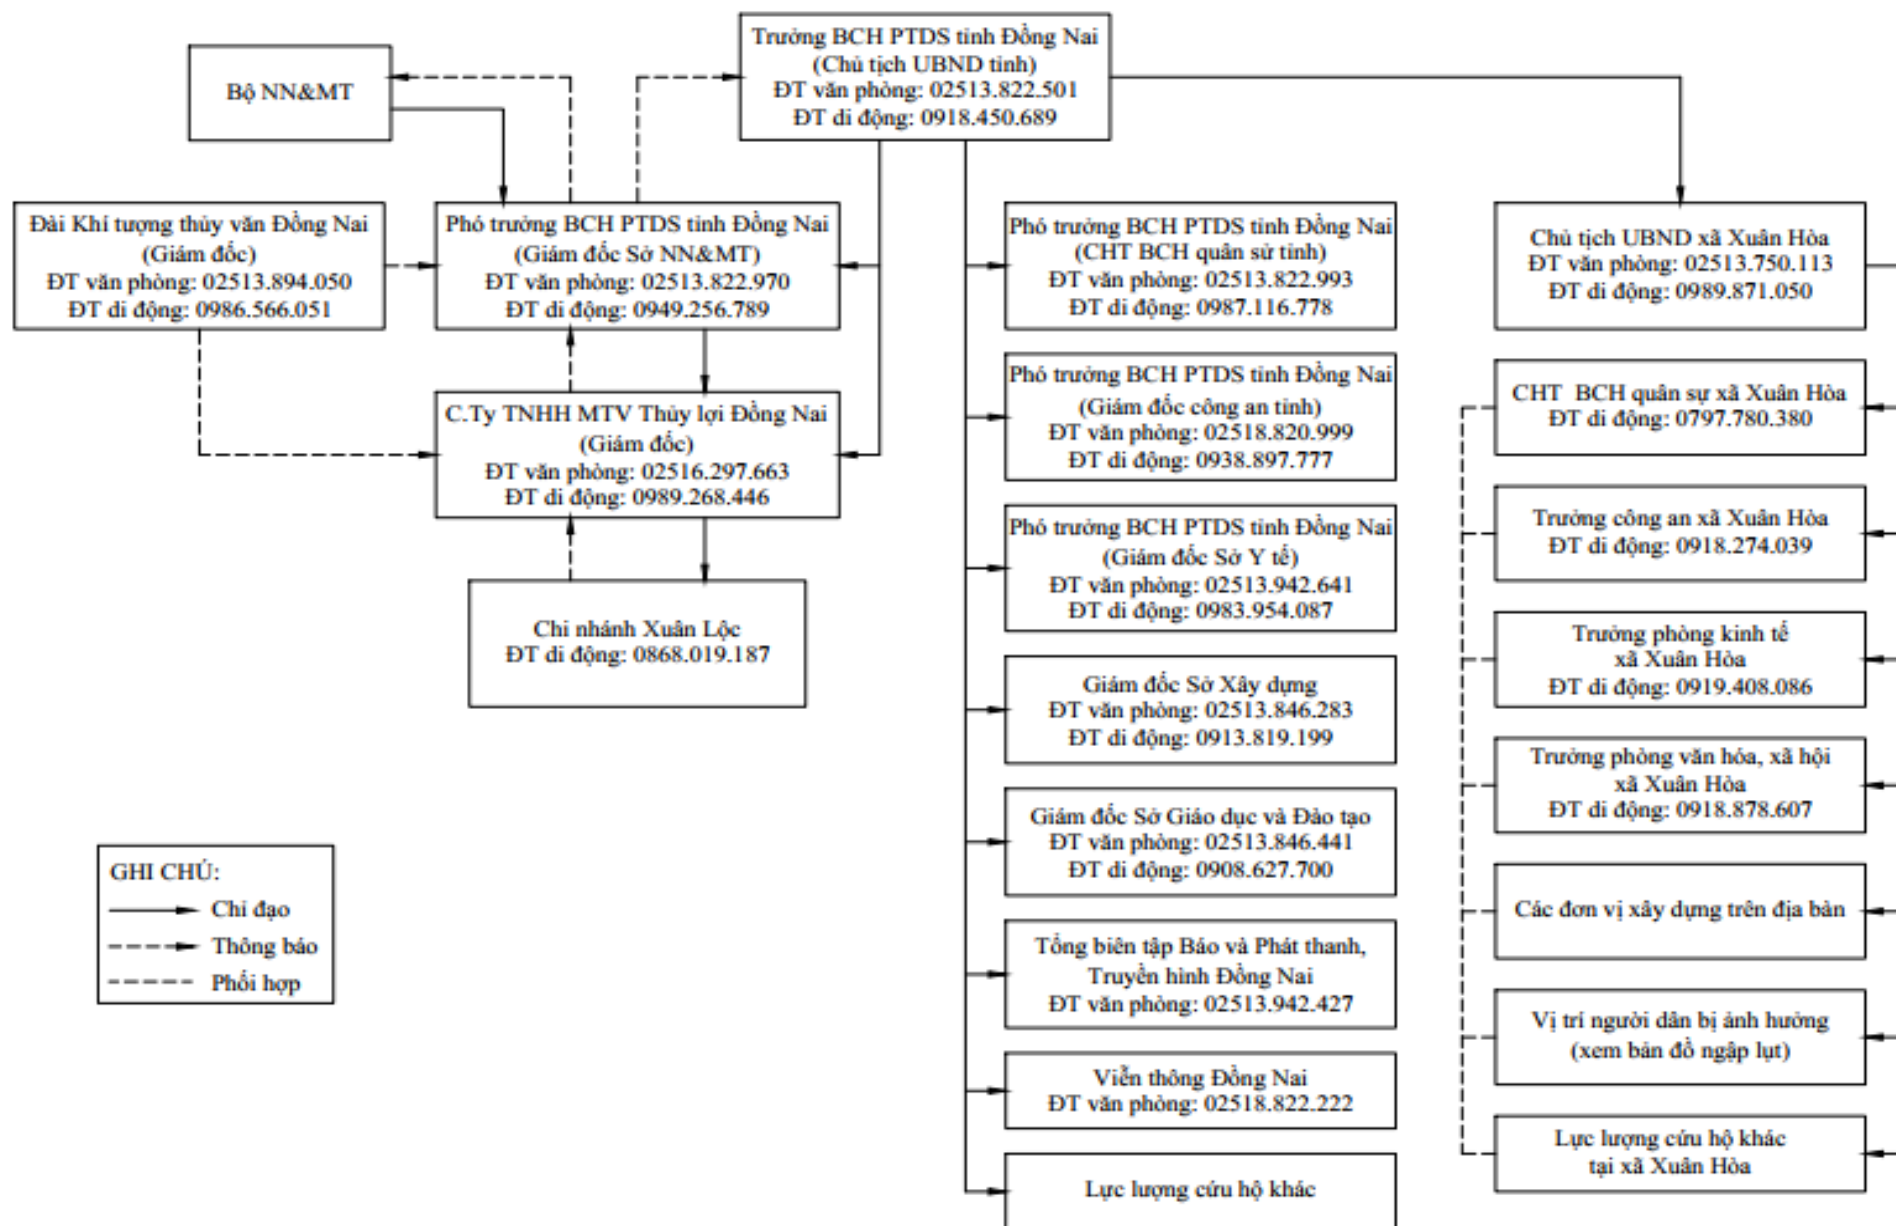 Trưởng BCH PTDS tỉnh Đồng Nai
(Chủ tịch UBND tỉnh)
ĐT văn phòng: 02513.822.501
ĐT di động: 0918.450.689
Bộ NN&MT
Đài Khí tượng thủy văn Đồng Nai
(Giám đốc)
ĐT văn phòng: 02513.894.050
ĐT di động: 0986.566.051
Phó trưởng BCH PTDS tỉnh Đồng Nai
(Giám đốc Sở NN&MT)
ĐT văn phòng: 02513.822.970
ĐT di động: 0949.256.789
C.Ty TNHH MTV Thủy lợi Đồng Nai
(Giám đốc)
ĐT văn phòng: 02516.297.663
ĐT di động: 0989.268.446
Chi nhánh Xuân Lộc
ĐT di động: 0868.019.187
Phó trưởng BCH PTDS tỉnh Đồng Nai
(CHT BCH quân sử tỉnh)
ĐT văn phòng: 02513.822.993
ĐT di động: 0987.116.778
Phó trưởng BCH PTDS tỉnh Đồng Nai
(Giám đốc công an tỉnh)
ĐT văn phòng: 02518.820.999
ĐT di động: 0938.897.777
Phó trưởng BCH PTDS tỉnh Đồng Nai
(Giám đốc Sở Y tế)
ĐT văn phòng: 02513.942.641
ĐT di động: 0983.954.087
Giám đốc Sở Xây dựng
ĐT văn phòng: 02513.846.283
ĐT di động: 0913.819.199
Giám đốc Sở Giáo dục và Đảo tạo
ĐT văn phòng: 02513.846.441
ĐT di động: 0908.627.700
Tổng biên tập Báo và Phát thanh,
Truyền hình Đồng Nai
ĐT văn phòng: 02513.942.427
Viễn thông Đồng Nai
ĐT văn phòng: 02518.822.222
Lực lượng cứu hộ khác
Chủ tịch UBND xã Xuân Hòa
ĐT văn phòng: 02513.750.113
ĐT di động: 0989.871.050
CHT BCH quân sự xã Xuân Hòa
ĐT di động: 0797.780.380
Trưởng công an xã Xuân Hòa
ĐT di động: 0918.274.039
Trưởng phòng kinh tế
xã Xuân Hòa
ĐT di động: 0919.408.086
Trưởng phòng văn hóa, xã hội
xã Xuân Hòa
ĐT di động: 0918.878.607
Các đơn vị xây dựng trên địa bàn
Vị trí người dân bị ảnh hưởng
(xem bản đồ ngập lụt)
Lực lượng cứu hộ khác
tại xã Xuân Hòa
GHI CHÚ:
Chỉ đạo
Thông báo
Phối hợp